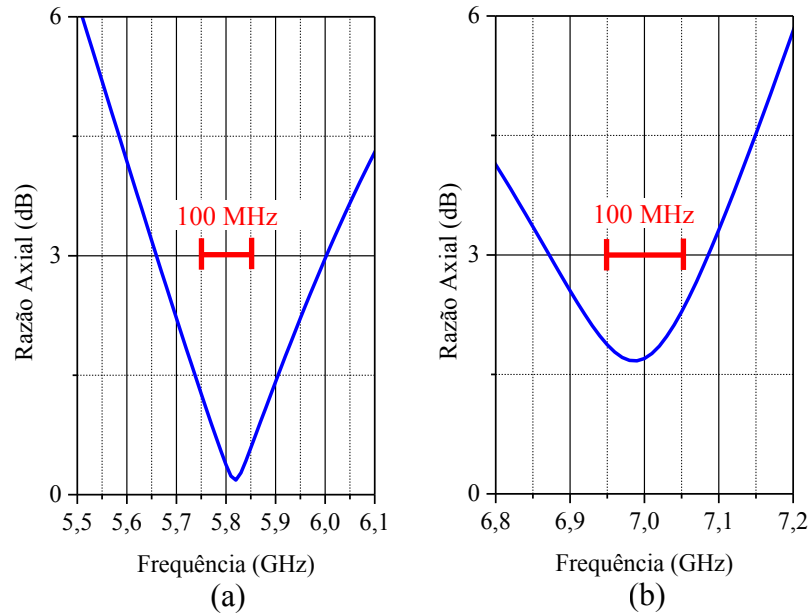 6
3
0
Razão Axial (dB)
100 MHz
5,5 5,6 5,7 5,8 5,9 6,0 6,1
Frequência (GHz)
(a)
6
3
0
Razão Axial (dB)
100 MHz
6,8 6,9 7,0 7,1 7,2
Frequência (GHz)
(b)